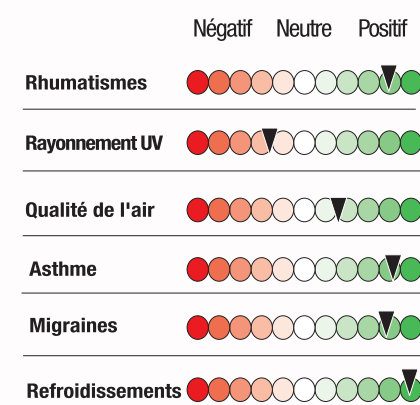 Négatif Neutre Positif
Rhumatismes
Rayonnement UV
Qualité de l'air
Asthme
Migraines
Refroidissements